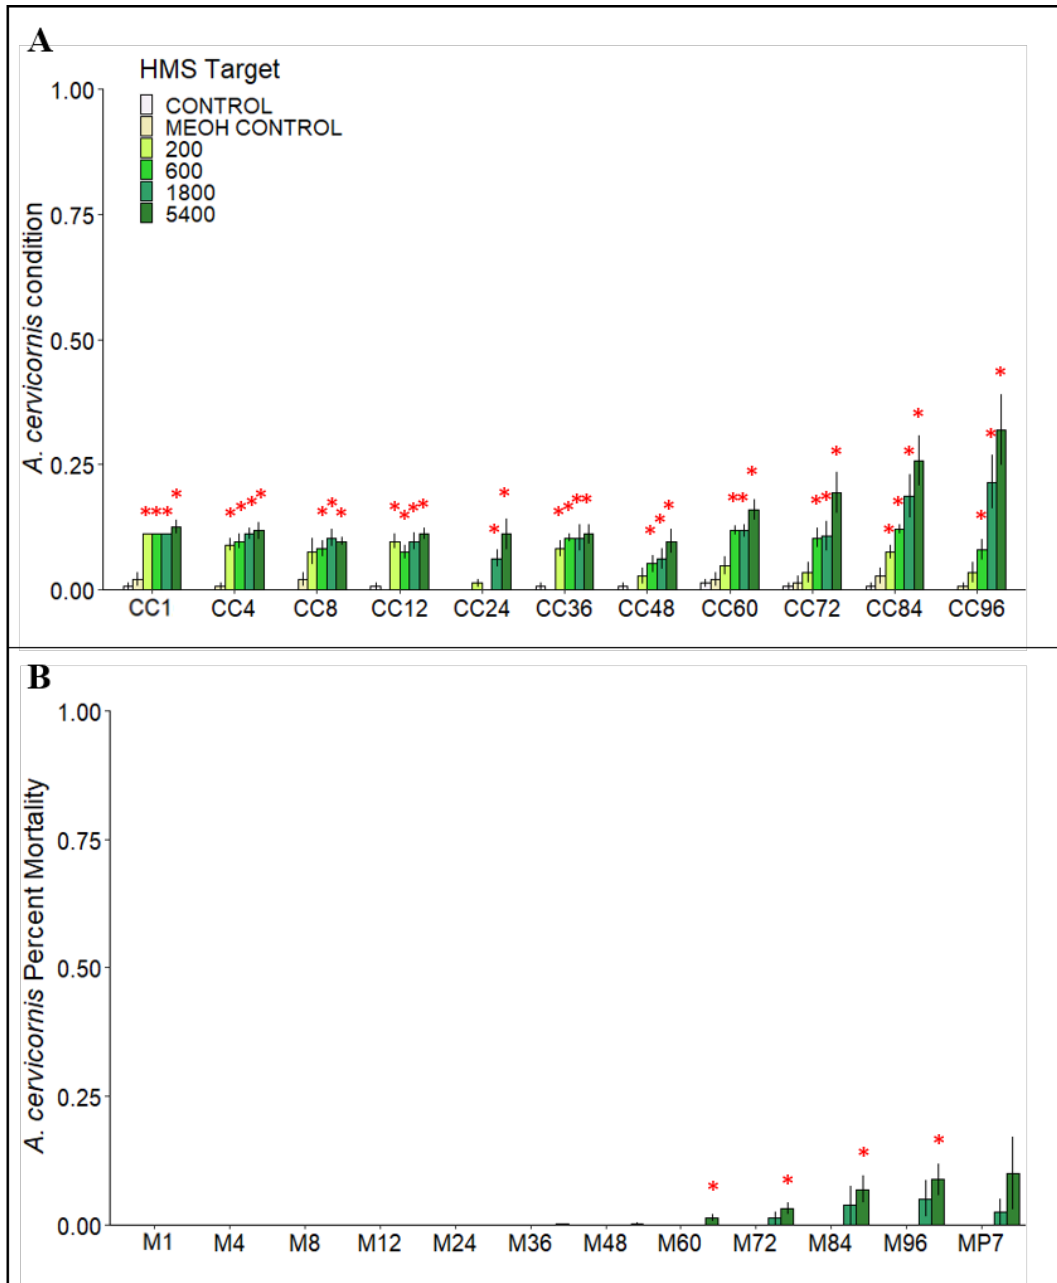 A
HMS Target
CONTROL
MEOH CONTROL
200
600
1800
5400
1.00
0.75
0.50
0.25
0.00
A. cervicornis condition
* * * * * * * * * * * * * * * * * * * * * * * * * * * * * * * * * * * *
CC1 CC4 CC8 CC12 CC24 CC36 CC48 CC60 CC72 CC84 CC96
B
1.00
0.75
0.50
0.25
0.00
A. cervicornis Percent Mortality
* * * *
M1 M4 M8 M12 M24 M36 M48 M60 M72 M84 M96 MP7